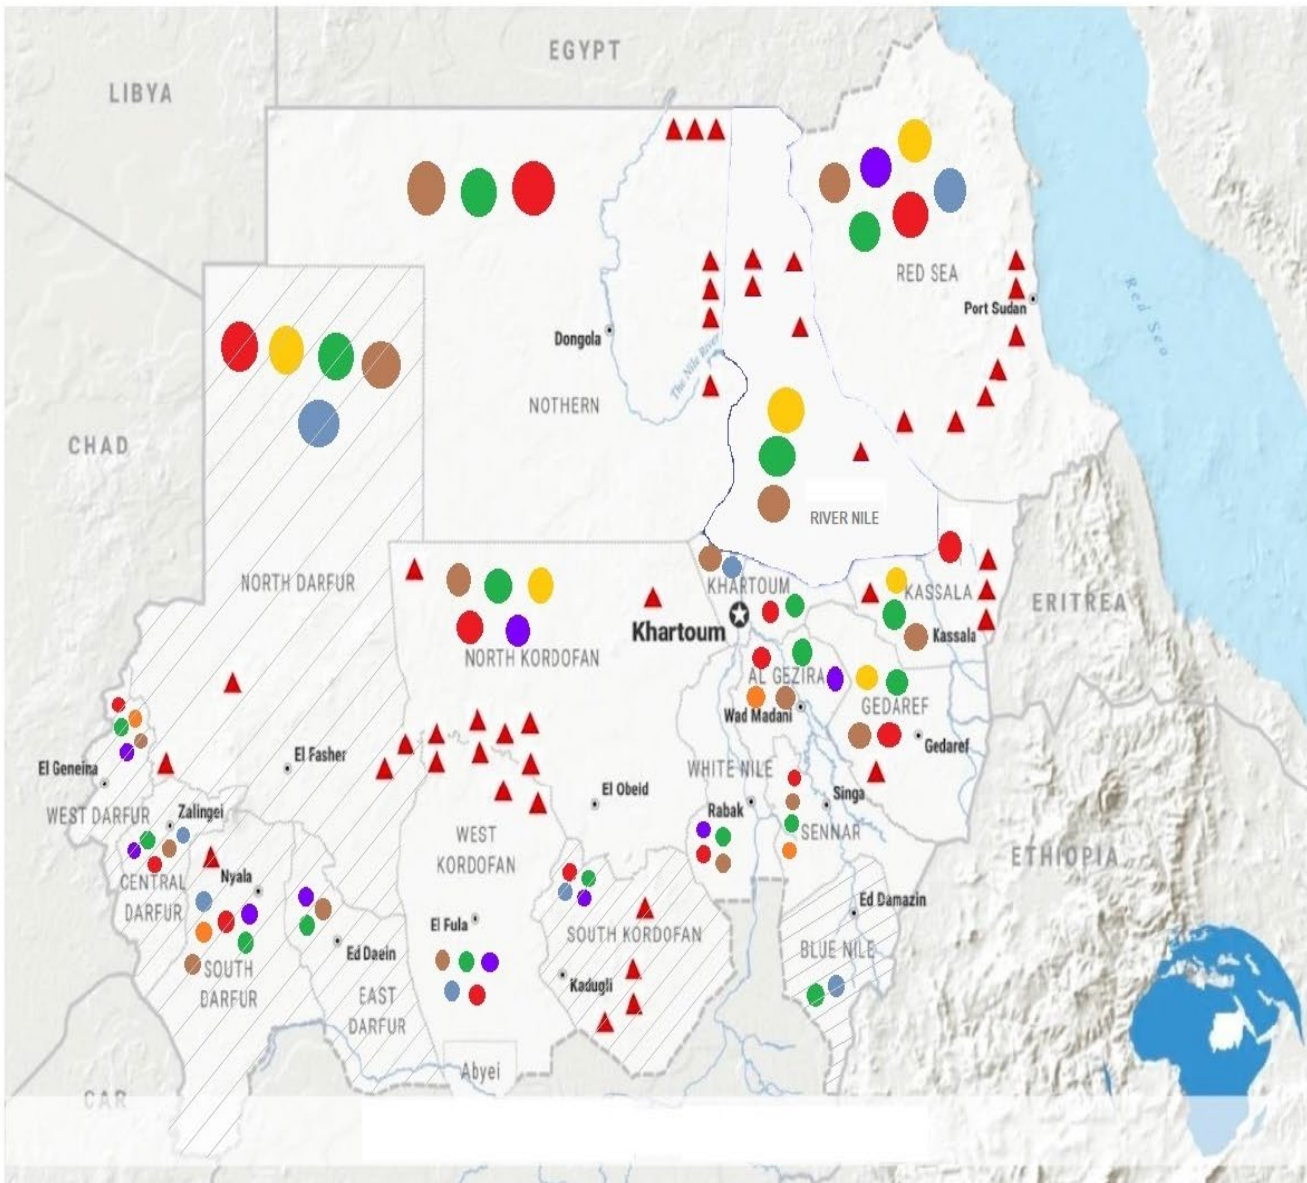 EGYPT
LIBYA
RED SEA
Port Sudan
Red Sea
Dongola
The Nile River
NOTHERN
CHAD
RIVER NILE
NORTH DARFUR
KHARTOUM
KASSALA
ERITREA
Khartoum
Kassala
NORTH KORDOFAN
AL GEZIRA
GEDAREF
Wad Madani
Gedaref
El Fasher
El Geneina
WHITE NILE
El Obeid
Singa
WEST DARFUR
Zalingei
Rabak
SENNAR
WEST
KORDOFAN
ETHIOPIA
CENTRAL
DARFUR
Nyala
Ed Damazin
El Fula
SOUTH KORDOFAN
BLUE NILE
Ed Daein
SOUTH
DARFUR
Kadugli
EAST
DARFUR
Abyei
CAR